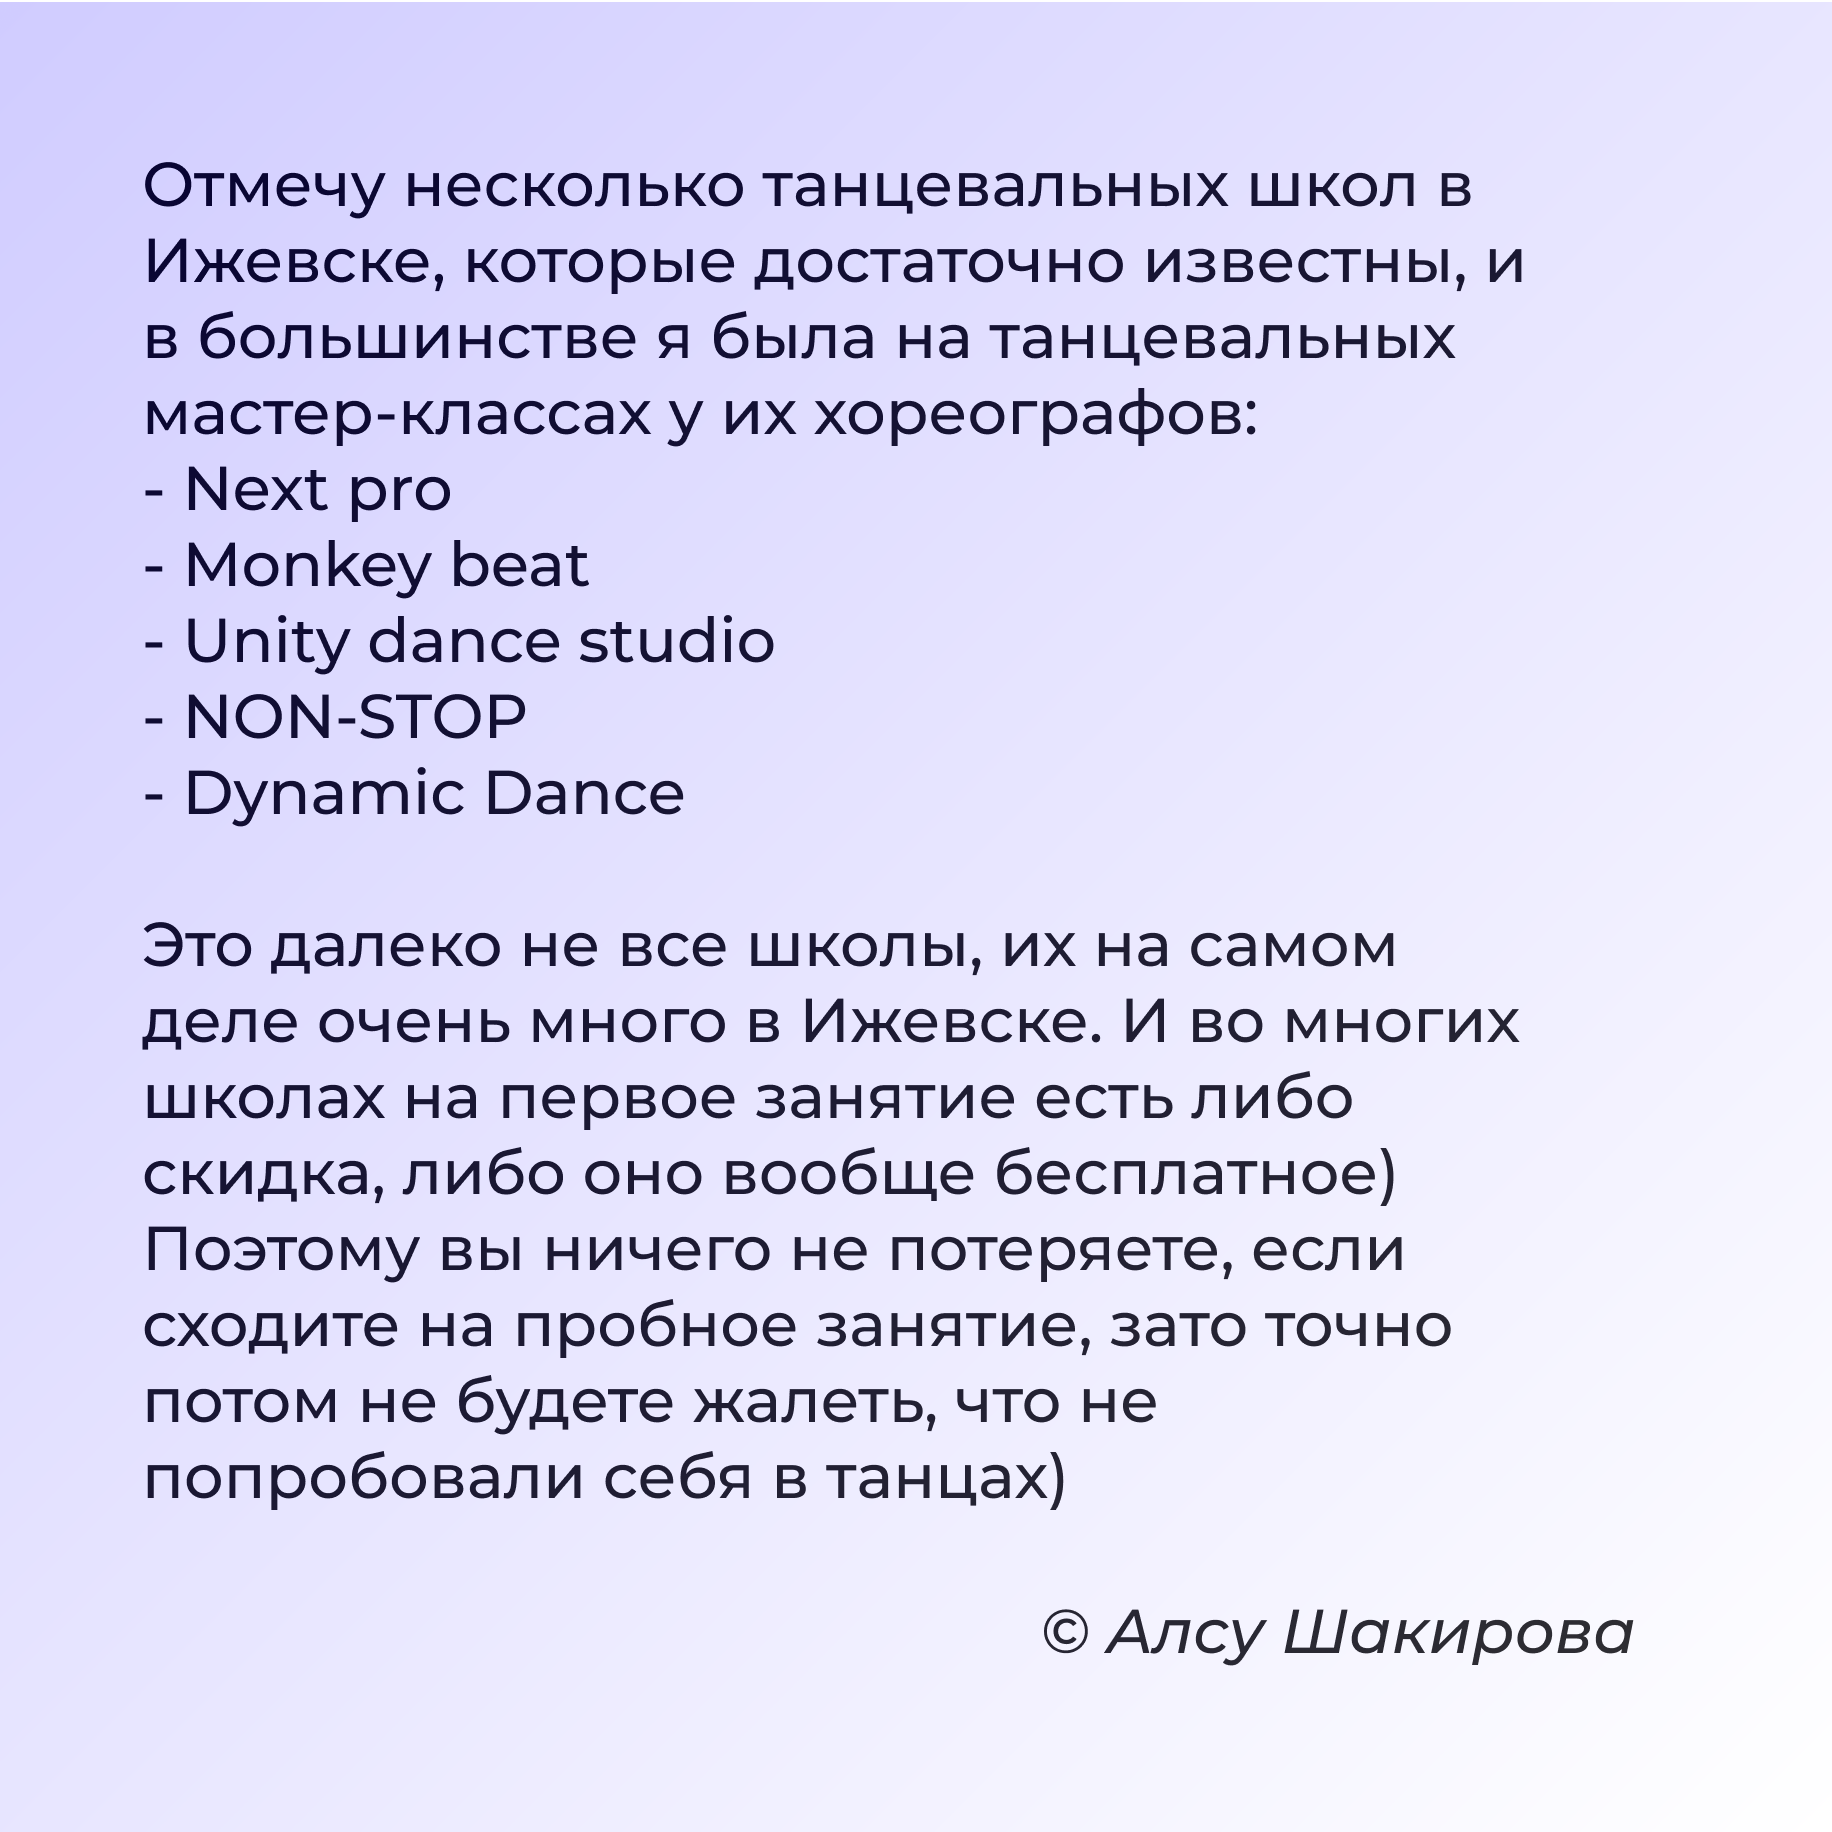 Отмечу несколько танцевальных школ в
Ижевске, которые достаточно известны, и
в большинстве я была на танцевальных
мастер-классах у их хореографов:
- Next pro
- Monkey beat
- Unity dance studio
- NON-STOP
- Dynamic Dance
Это далеко не все школы, их на самом
деле очень много в Ижевске. И во многих
школах на первое занятие есть либо
скидка, либо оно вообще бесплатное)
Поэтому вы ничего не потеряете, если
сходите на пробное занятие, зато точно
потом не будете жалеть, что не
попробовали себя в танцах)
© Алсу Шакирова